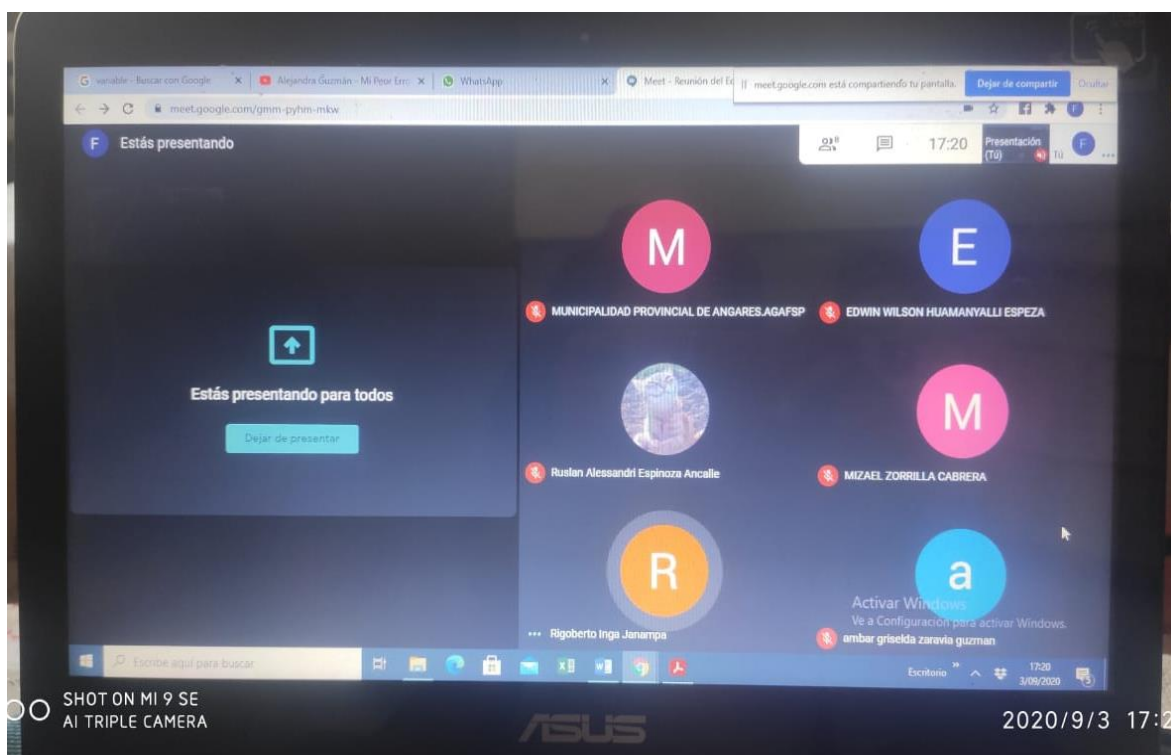 variable - Buscar con Google
Alejandra Guzmán - Mi Peor Erro
WhatsApp
Meet - Reunión del
meet.google.com está compartiendo tu pantalla.
Dejar de compartir
Ocultar
meet.google.com/gmm-pyhm-mkw
F
F Estás presentando
8
17:20
Presentación
(Tú)
Tú
F
M
E
MUNICIPALIDAD PROVINCIAL DE ANGARES.AGAFSP
EDWIN WILSON HUAMANYALLI ESPEZA
Estás presentando para todos
Dejar de presentar
M
Ruslan Alessandri Espinoza Ancalle
MIZAEL ZORRILLA CABRERA
R
a
Activar Windows
Ve a Configuración para activar Windows.
Rigoberto Inga Janampa
ambar griselda zaravia guzman
Escribe aquí para buscar
Escritorio
17:20
3/09/2020
SHOT ON MI 9 SE
AI TRIPLE CAMERA
ASUS
2020/9/3 17:2